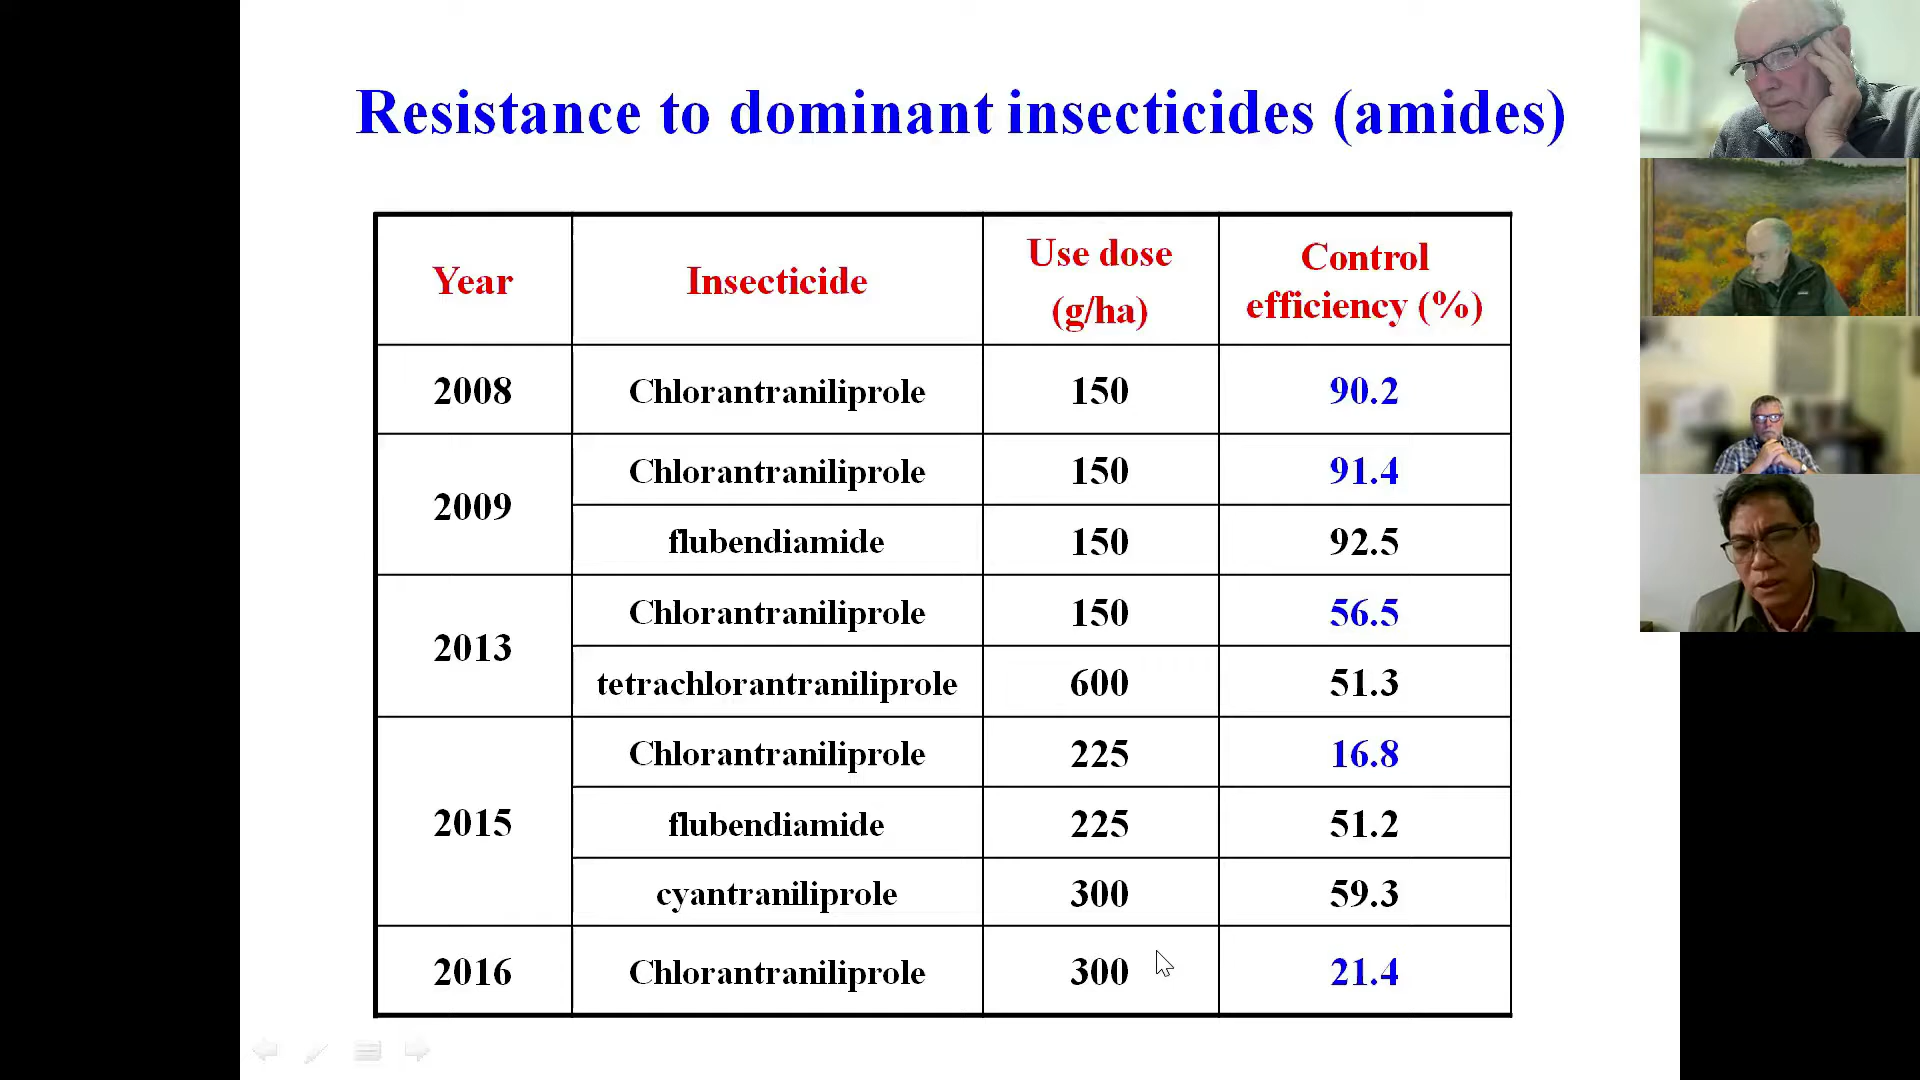 Resistance to dominant insecticides (amides)
Year Insecticide Use dose (g/ha) Control efficiency (%)
2008 Chlorantraniliprole 150 90.2
2009 Chlorantraniliprole 150 91.4
flubendiamide 150 92.5
2013 Chlorantraniliprole 150 56.5
tetrachlorantraniliprole 600 51.3
2015 Chlorantraniliprole 225 16.8
flubendiamide 225 51.2
cyantraniliprole 300 59.3
2016 Chlorantraniliprole 300 21.4